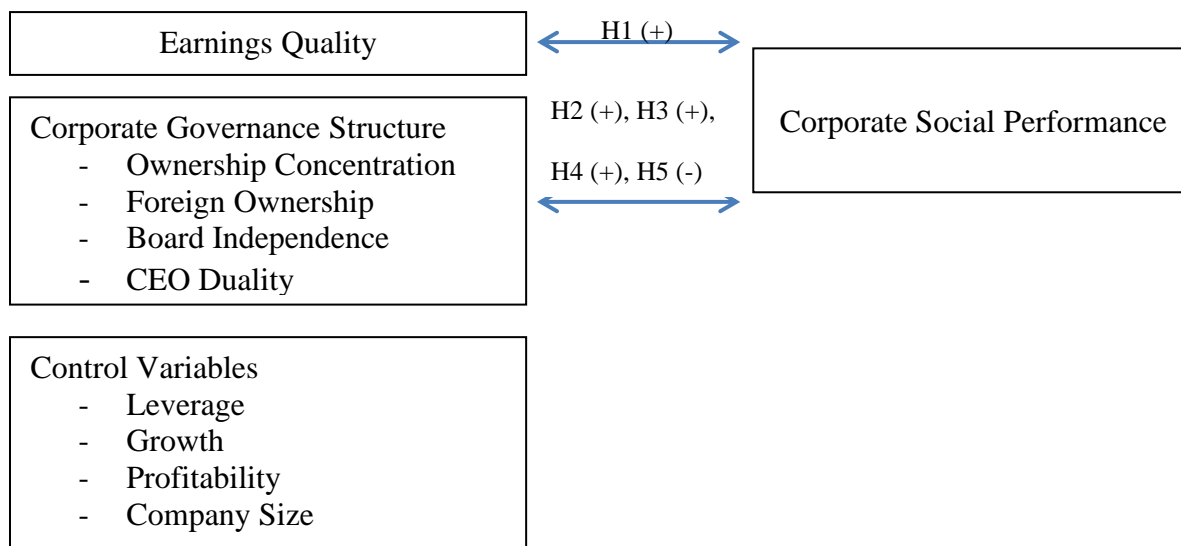 Earnings Quality
H1 (+)
Corporate Governance Structure
- Ownership Concentration
- Foreign Ownership
- Board Independence
- CEO Duality
H2 (+), H3 (+),
H4 (+), H5 (-)
Corporate Social Performance
Control Variables
- Leverage
- Growth
- Profitability
- Company Size